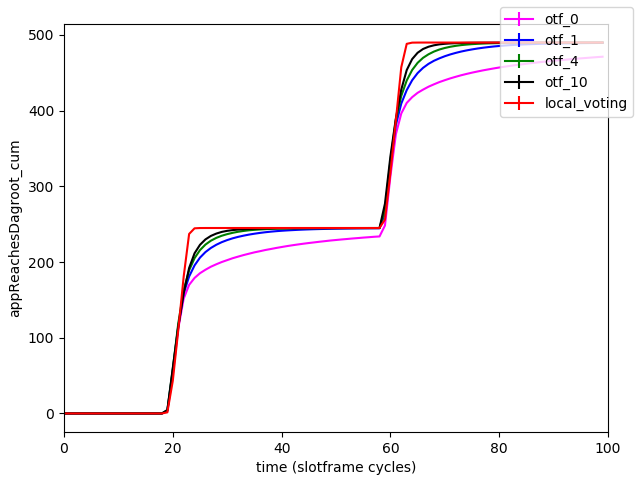 otf_0
otf_1
otf_4
otf_10
local_voting
appReachesDagroot_cum
500
400
300
200
100
0
0 20 40 60 80 100
time (slotframe cycles)